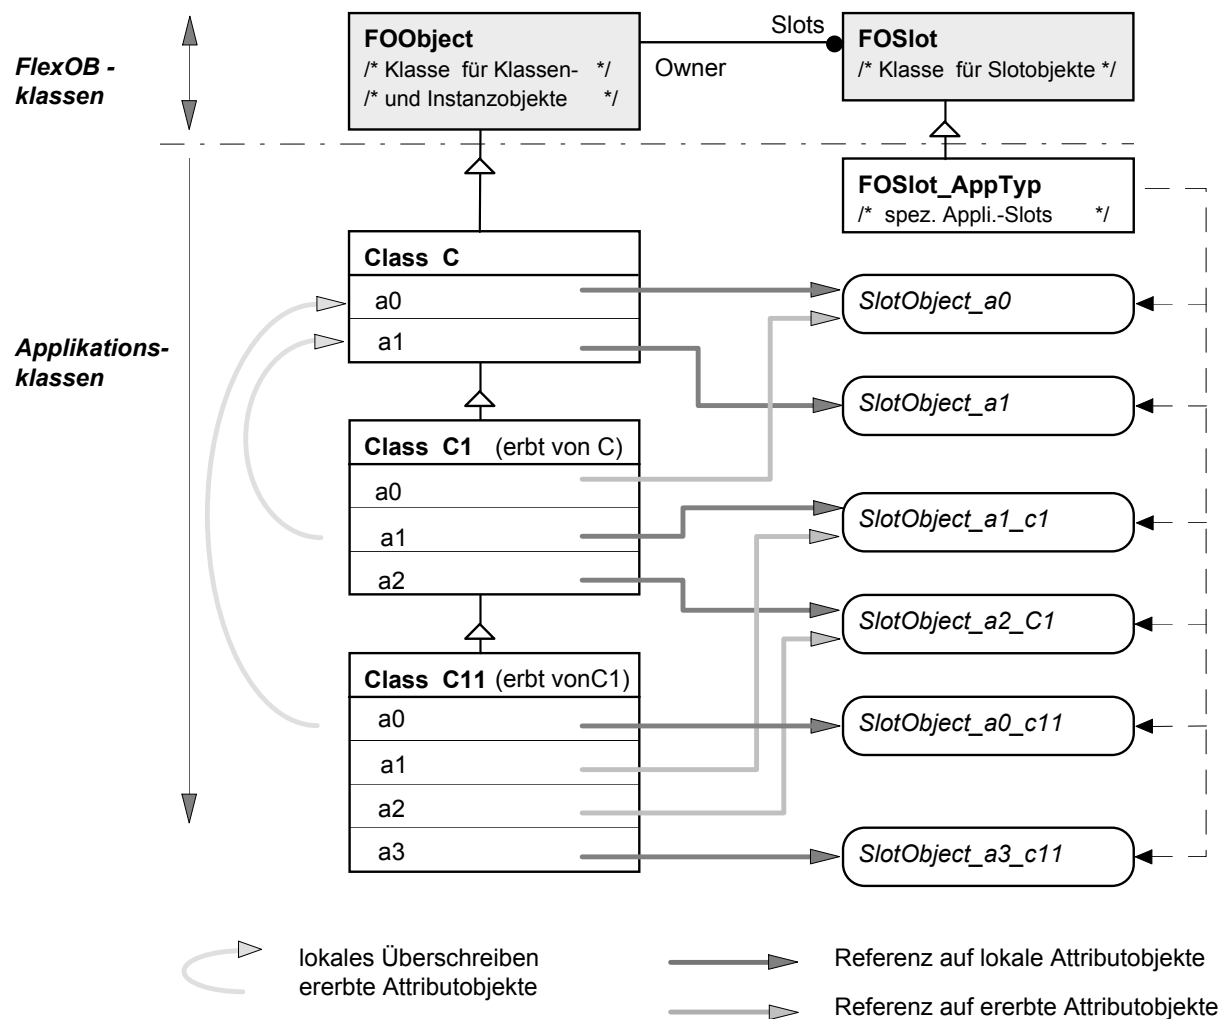 FlexOB -
klassen
FOObject
/* Klasse für Klassen- */
/* und Instanzobjekte */
Slots
Owner
FOSlot
/* Klasse für Slotobjekte */
FOSlot_AppTyp
/* spez. Appli.-Slots */
Applikations-
klassen
Class C
a0
a1
Class C1 (erbt von C)
a0
a1
a2
Class C11 (erbt vonC1)
a0
a1
a2
a3
SlotObject_a0
SlotObject_a1
SlotObject_a1_c1
SlotObject_a2_C1
SlotObject_a0_c11
SlotObject_a3_c11
lokales Überschreiben
ererbte Attributobjekte
Referenz auf lokale Attributobjekte
Referenz auf ererbte Attributobjekte